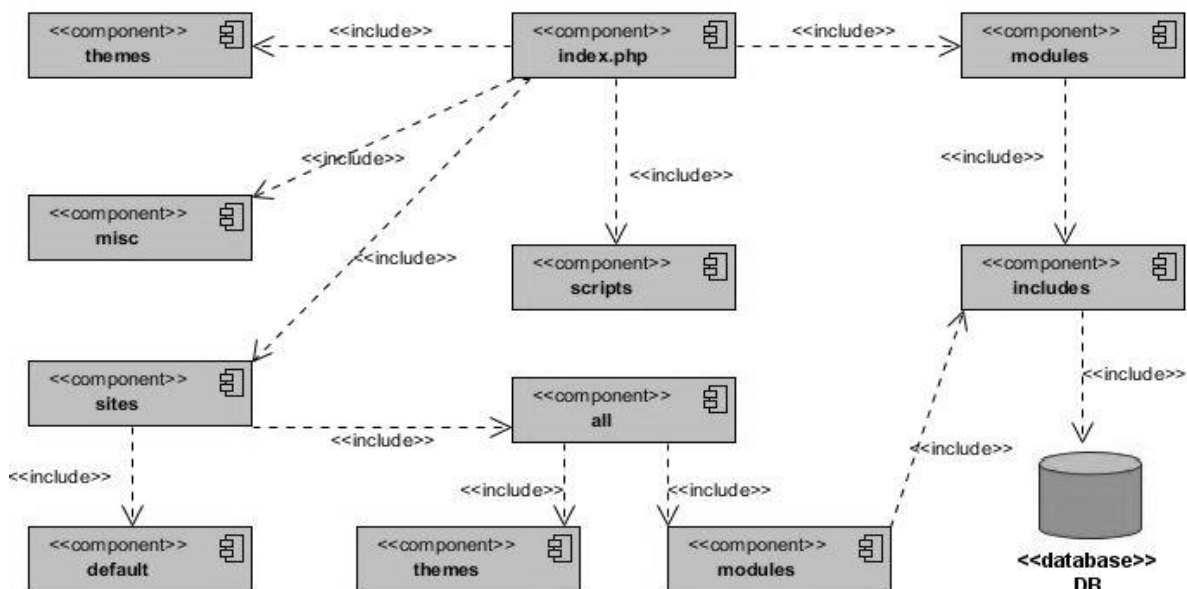 <<component>>
themes
<<include>>
<<component>>
index.php
<<include>>
<<component>>
modules
<<include>>
<<include>>
<<include>>
<<component>>
misc
<<include>>
<<component>>
scripts
<<component>>
includes
<<component>>
sites
<<include>>
<<component>>
all
<<include>>
<<include>>
<<include>>
<<include>>
<<include>>
<<component>>
default
<<component>>
themes
<<component>>
modules
<<database>>
DB